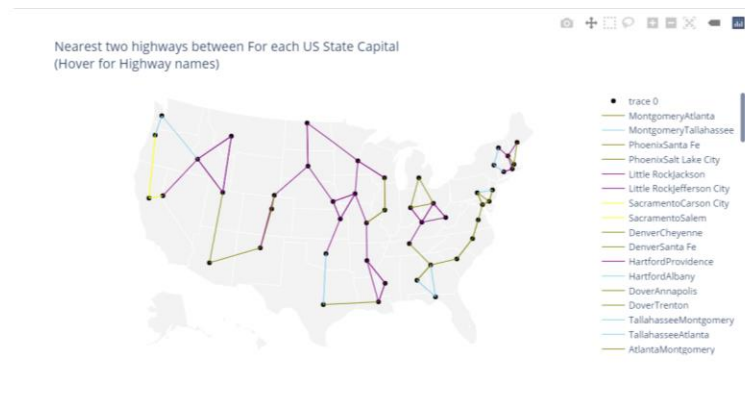 Nearest two highways between For each US State Capital
(Hover for Highway names)
trace 0
MontgomeryAtlanta
MontgomeryTallahassee
PhoenixSanta Fe
PhoenixSalt Lake City
Little RockJackson
Little RockJefferson City
SacramentoCarson City
SacramentoSalem
DenverCheyenne
DenverSanta Fe
HartfordProvidence
HartfordAlbany
DoverAnnapolis
DoverTrenton
TallahasseeMontgomery
TallahasseeAtlanta
AtlantaMontgomery